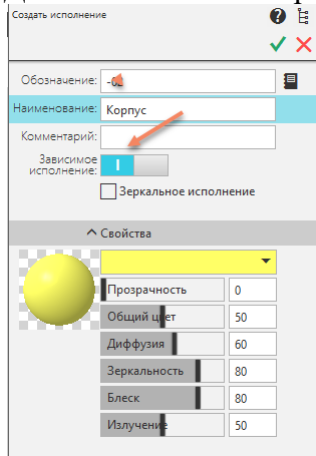 Создать исполнение
Обозначение: -02
Наименование: Корпус
Комментарий:
Зависимое
исполнение:
Зеркальное исполнение
Свойства
Прозрачность 0
Общий цвет 50
Диффузия 60
Зеркальность 80
Блеск 80
Излучение 50